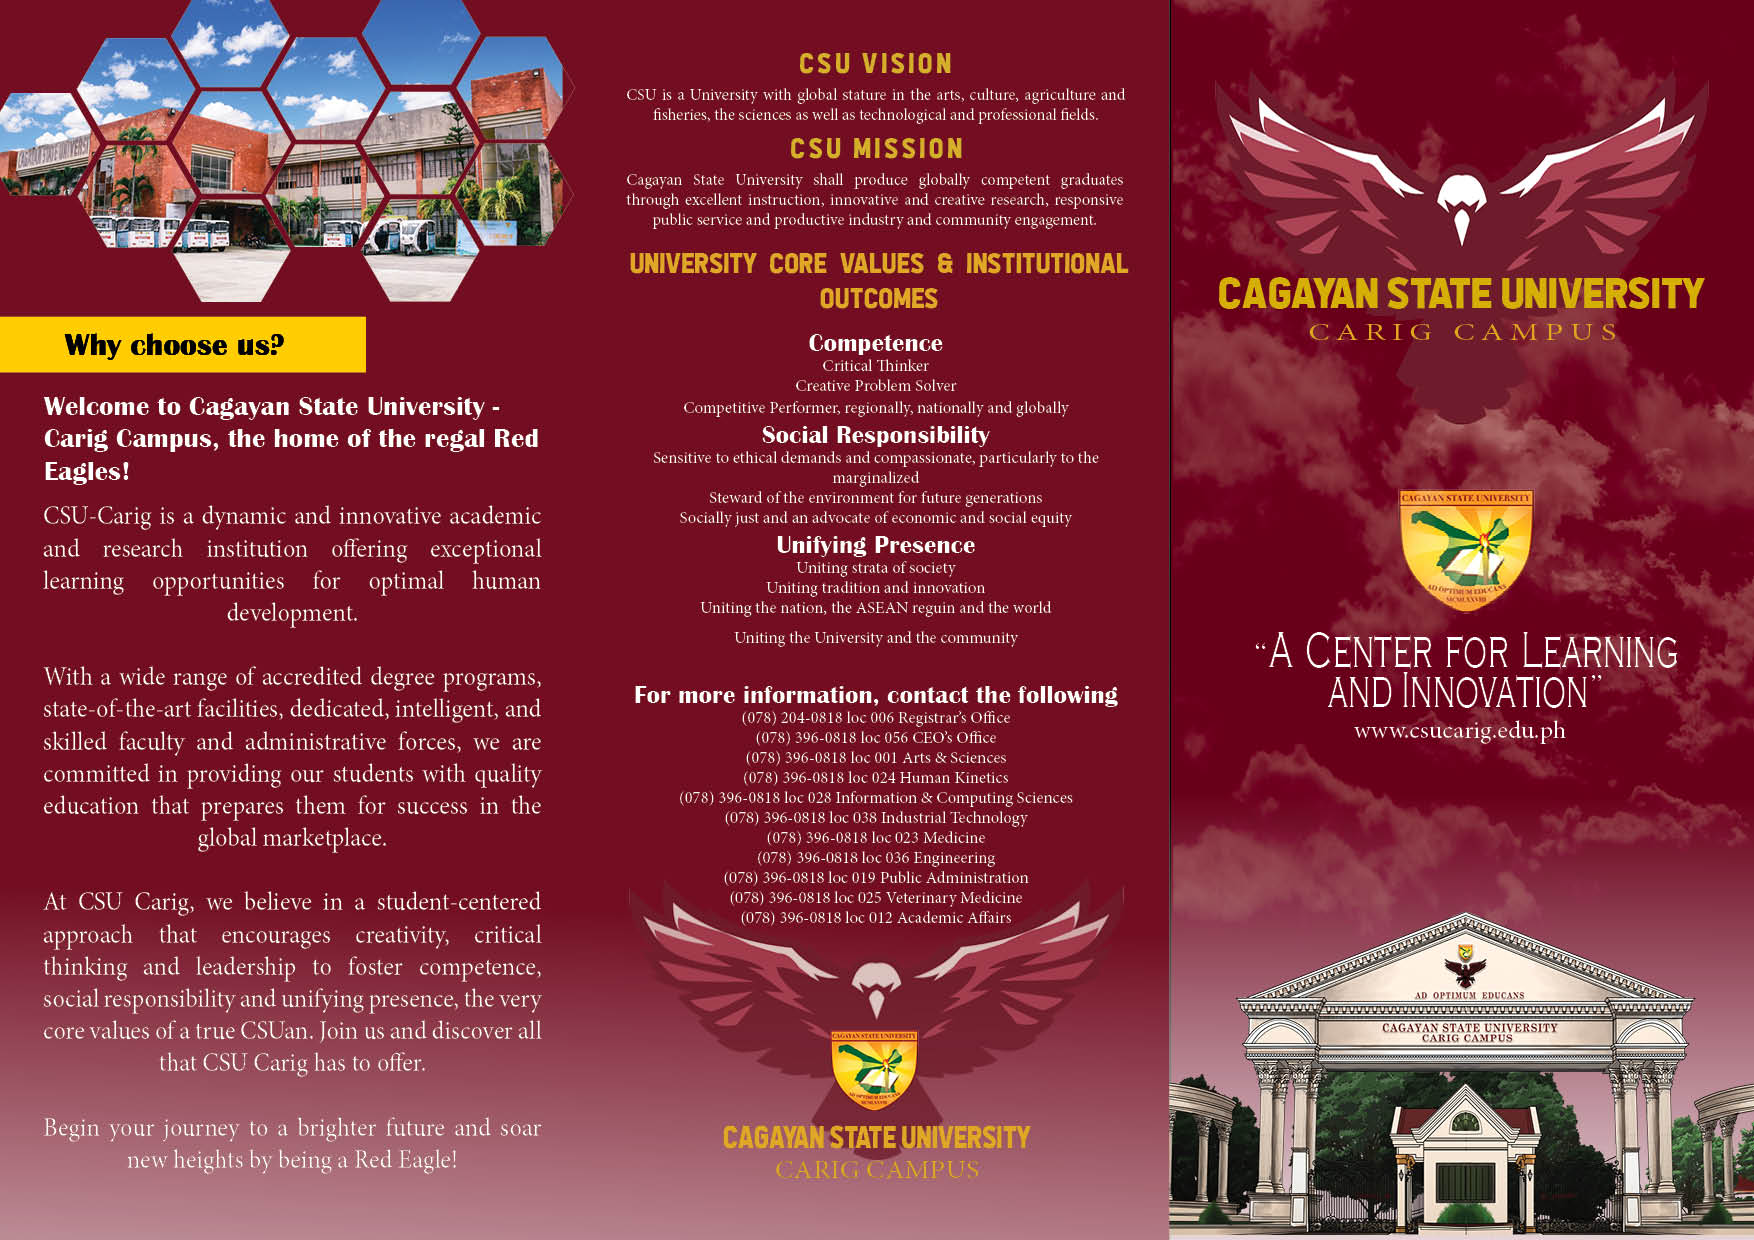 CAGAYAN STATE UNIVERSITY
Why choose us?
Welcome to Cagayan State University -
Carig Campus, the home of the regal Red
Eagles!
CSU-Carig is a dynamic and innovative academic
and research institution offering exceptional
learning opportunities for optimal human
development.
With a wide range of accredited degree programs,
state-of-the-art facilities, dedicated, intelligent, and
skilled faculty and administrative forces, we are
committed in providing our students with quality
education that prepares them for success in the
global marketplace.
At CSU Carig, we believe in a student-centered
approach that encourages creativity, critical
thinking and leadership to foster competence,
social responsibility and unifying presence, the very
core values of a true CSUan. Join us and discover all
that CSU Carig has to offer.
Begin your journey to a brighter future and soar
new heights by being a Red Eagle!
CSU VISION
CSU is a University with global stature in the arts, culture, agriculture and
fisheries, the sciences as well as technological and professional fields.
CSU MISSION
Cagayan State University shall produce globally competent graduates
through excellent instruction, innovative and creative research, responsive
public service and productive industry and community engagement.
UNIVERSITY CORE VALUES & INSTITUTIONAL
OUTCOMES
Competence
Critical Thinker
Creative Problem Solver
Competitive Performer, regionally, nationally and globally
Social Responsibility
Sensitive to ethical demands and compassionate, particularly to the
marginalized
Steward of the environment for future generations
Socially just and an advocate of economic and social equity
Unifying Presence
Uniting strata of society
Uniting tradition and innovation
Uniting the nation, the ASEAN reguin and the world
Uniting the University and the community
For more information, contact the following
(078) 204-0818 loc 006 Registrar's Office
(078) 396-0818 loc 056 CEO's Office
(078) 396-0818 loc 001 Arts & Sciences
(078) 396-0818 loc 024 Human Kinetics
(078) 396-0818 loc 028 Information & Computing Sciences
(078) 396-0818 loc 038 Industrial Technology
(078) 396-0818 loc 023 Medicine
(078) 396-0818 loc 036 Engineering
(078) 396-0818 loc 019 Public Administration
(078) 396-0818 loc 025 Veterinary Medicine
(078) 396-0818 loc 012 Academic Affairs
CAGAYAN STATE UNIVERSITY
AD OPTIMUM EDUCANS
MCMLXXVIII
CAGAYAN STATE UNIVERSITY
CARIG CAMPUS
CAGAYAN STATE UNIVERSITY
CARIG CAMPUS
CAGAYAN STATE UNIVERSITY
AD OPTIMUM EDUCANS
MCMLXXVIII
“A CENTER FOR LEARNING
AND INNOVATION”
www.csucarig.edu.ph
AD OPTIMUM EDUCANS
CAGAYAN STATE UNIVERSITY
CARIG CAMPUS